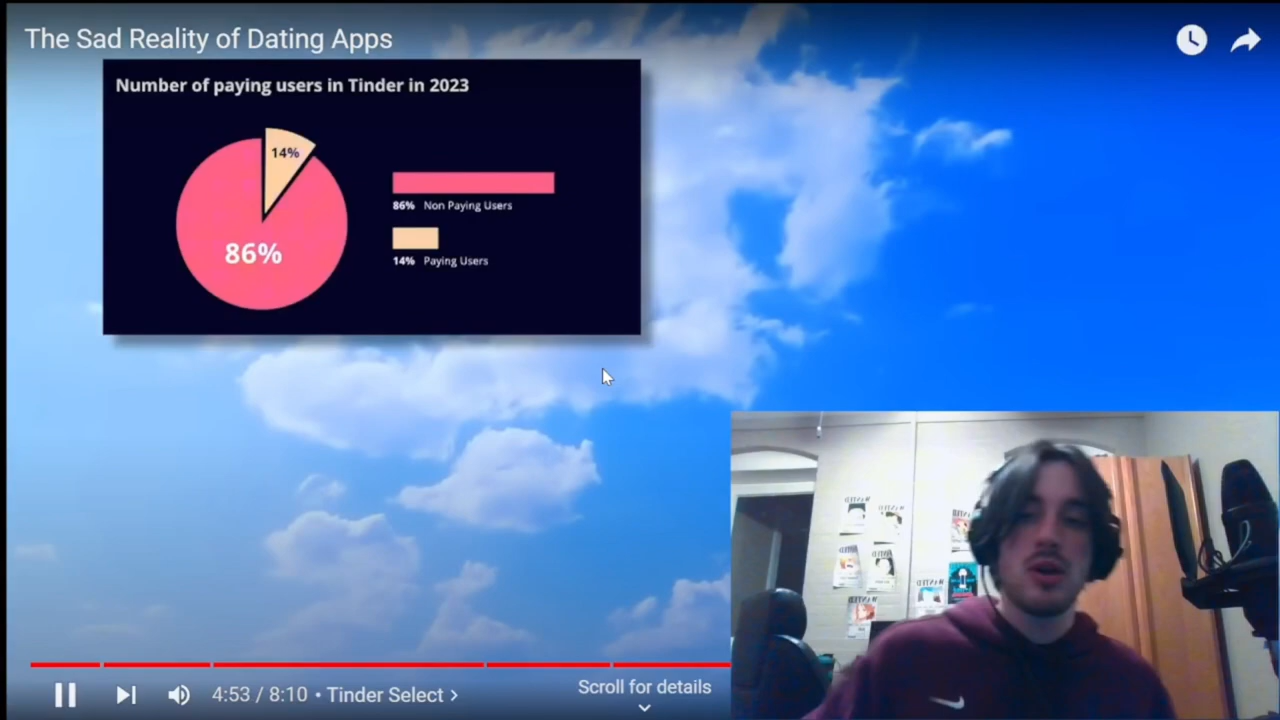 The Sad Reality of Dating Apps
Number of paying users in Tinder in 2023
14%
86%
86% Non Paying Users
14% Paying Users
4:53 / 8:10 • Tinder Select >
Scroll for details